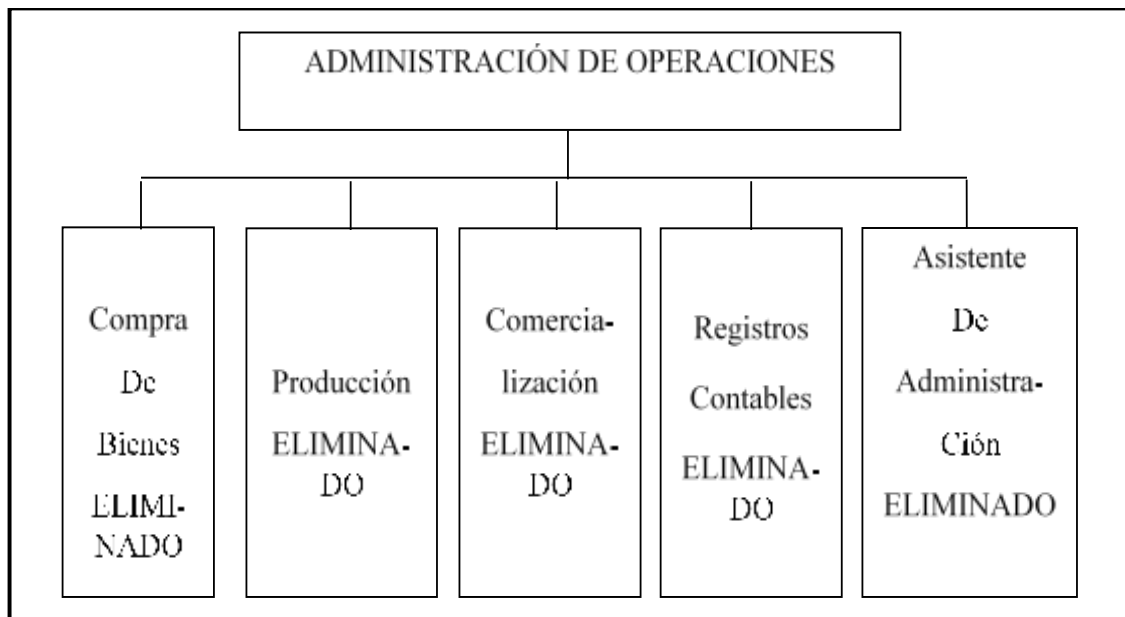 ADMINISTRACIÓN DE OPERACIONES
Compra
De
Bienes
ELIMI-
NADO
Producción
ELIMINA-
DO
Comercia-
lización
ELIMINA-
DO
Registros
Contables
ELIMINA-
DO
Asistente
De
Administra-
Ción
ELIMINADO